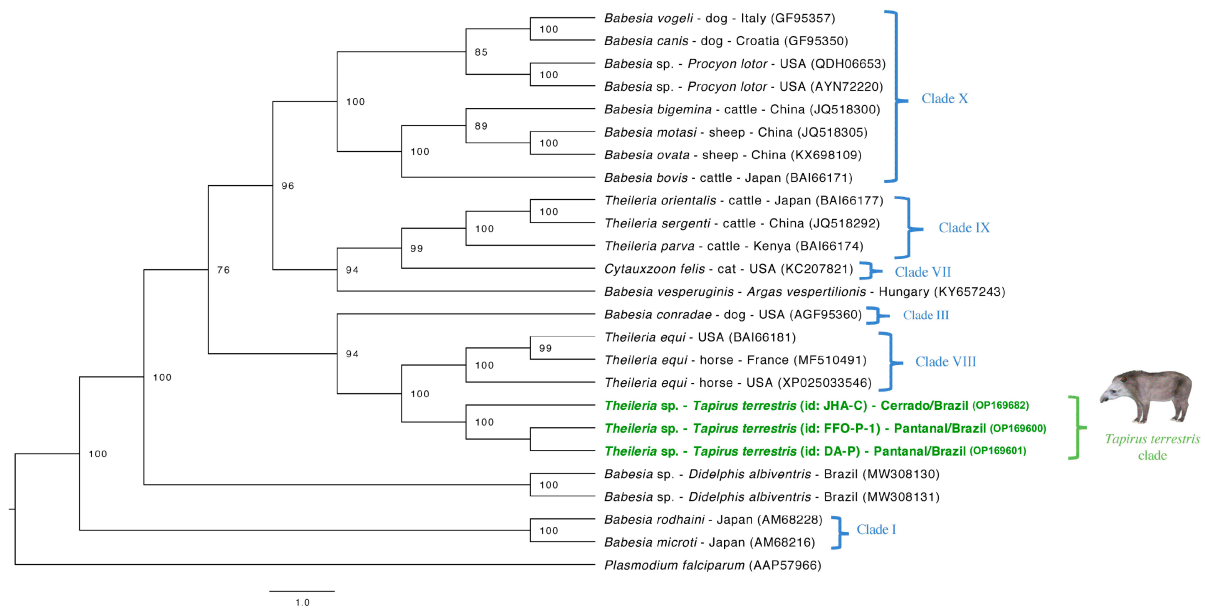 Babesia vogeli - dog - Italy (GF95357)
100
Babesia canis - dog - Croatia (GF95350)
85
Babesia sp. - Procyon lotor - USA (QDH06653)
100
Babesia sp. - Procyon lotor - USA (AYN72220)
Clade X
100
Babesia bigemina - cattle - China (JQ518300)
89
Babesia motasi - sheep - China (JQ518305)
100
100
Babesia ovata - sheep - China (KX698109)
Babesia bovis - cattle - Japan (BAI66171)
96
Theileria orientalis - cattle - Japan (BAI66177)
100
Theileria sergenti - cattle - China (JQ518292)
100
Clade IX
Theileria parva - cattle - Kenya (BAI66174)
99
Cytauxzoon felis - cat - USA (KC207821)
Clade VII
94
76
Babesia vesperuginis - Argas vespertilionis - Hungary (KY657243)
Babesia conradae - dog - USA (AGF95360)
Clade III
Theileria equi - USA (BAI66181)
99
94
Theileria equi - horse - France (MF510491)
Clade VIII
100
Theileria equi - horse - USA (XP025033546)
100
100
Theileria sp. - Tapirus terrestris (id: JHA-C) - Cerrado/Brazil (OP169682)
100
Theileria sp. - Tapirus terrestris (id: FFO-P-1) - Pantanal/Brazil (OP169600)
Theileria sp. - Tapirus terrestris (id: DA-P) - Pantanal/Brazil (OP169601)
Tapirus terrestris
clade
100
Babesia sp. - Didelphis albiventris - Brazil (MW308130)
100
Babesia sp. - Didelphis albiventris - Brazil (MW308131)
Babesia rodhaini - Japan (AM68228)
100
Clade I
Babesia microti - Japan (AM68216)
Plasmodium falciparum (AAP57966)
1.0